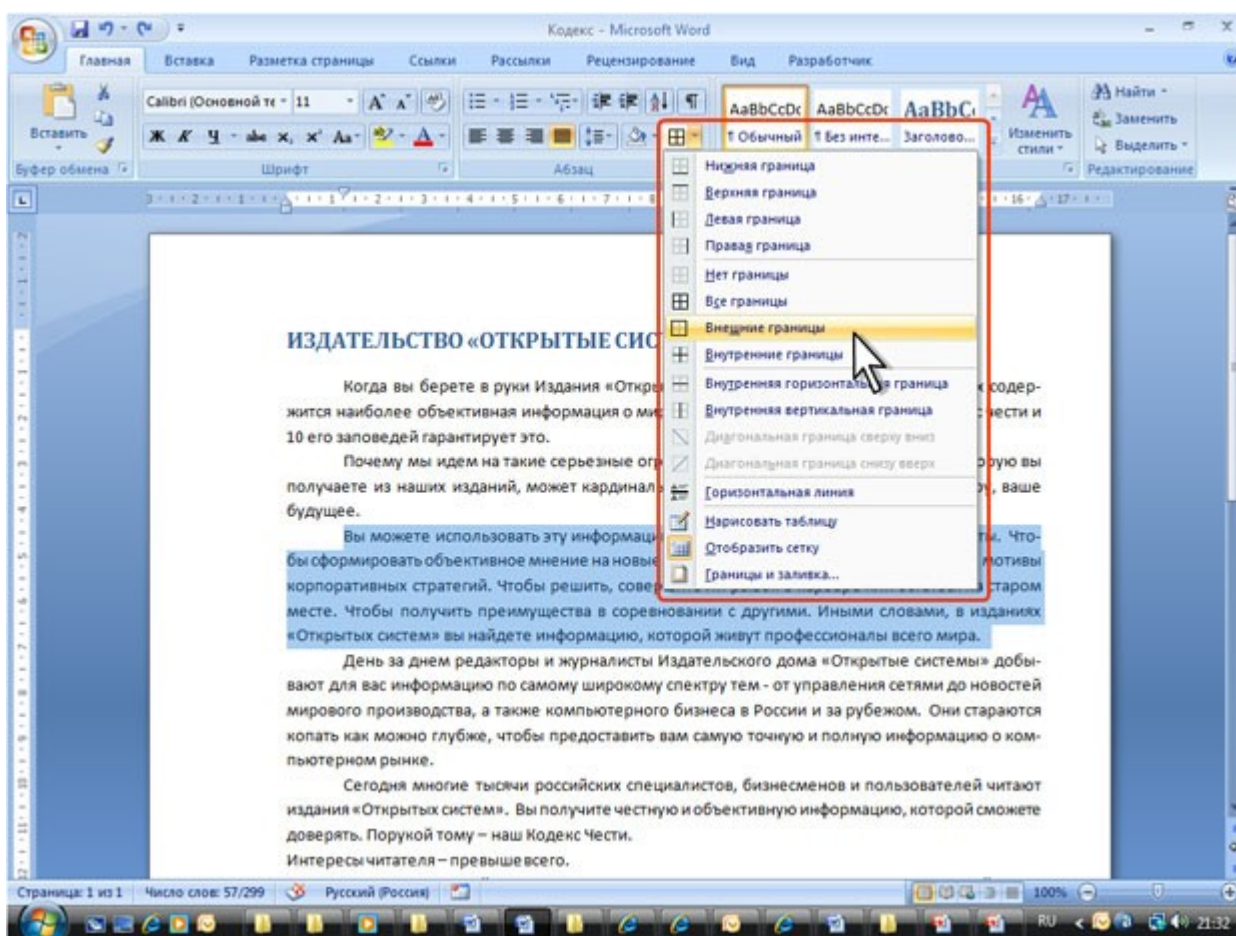 Кодекс - Microsoft Word
Главная Вставка Разметка страницы Ссылки Рассылки Рецензирование Вид Разработчик
Вставить
Calibri (Основной те 11
Ж К Ч abc x, x' Aa A
AaBbCcDc AaBbCcDc AaBbC
¶ Обычный ¶ Без инте... Заголово...
Изменить стили
Найти
Заменить
Выделить
Буфер обмена Шрифт Абзац Редактирование
Нижняя граница
Верхняя граница
Левая граница
Правая граница
Нет границы
Все границы
Внешние границы
Внутренние границы
Внутренняя горизонтальная граница
Внутренняя вертикальная граница
Диагональная граница сверху вниз
Диагональная граница снизу вверх
Горизонтальная линия
Нарисовать таблицу
Отобразить сетку
Границы и заливка...
ИЗДАТЕЛЬСТВО «ОТКРЫТЫЕ СИС
Когда вы берете в руки Издания «Откры содер-
жится наиболее объективная информация о ми чести и
10 его заповедей гарантирует это.
Почему мы идем на такие серьезные ог вы
получаете из наших изданий, может кардинал ваше
будущее.
Вы можете использовать эту информаци Что-
бы сформировать объективное мнение на новые мотивы
корпоративных стратегий. Чтобы решить, старом
месте. Чтобы получить преимущества в соревновании с другими. Иными словами, в изданиях
«Открытых систем» вы найдете информацию, которой живут профессионалы всего мира.
День за днем редакторы и журналисты Издательского дома «Открытые системы» добы-
вают для вас информацию по самому широкому спектру тем - от управления сетями до новостей
мирового производства, а также компьютерного бизнеса в России и за рубежом. Они стараются
копать как можно глубже, чтобы предоставить вам самую точную и полную информацию о ком-
пьютерном рынке.
Сегодня многие тысячи российских специалистов, бизнесменов и пользователей читают
издания «Открытых систем». Вы получите честную и объективную информацию, которой сможете
доверять. Порукой тому – наш Кодекс Чести.
Интересы читателя – превыше всего.
Страница: 1 из 1 Число слов: 57/299 Русский (Россия) 100%
RU 21:32